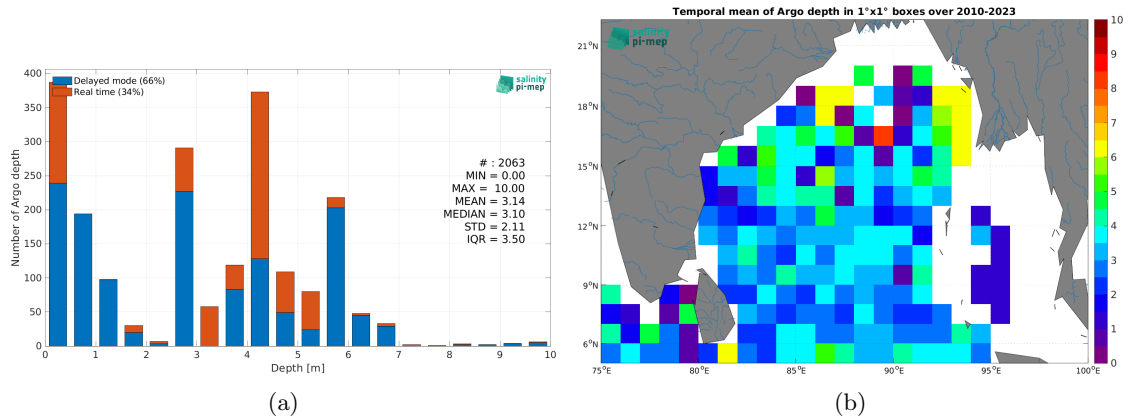 Temporal mean of Argo depth in 1°x1° boxes over 2010-2023
400
350
300
250
200
150
100
50
0
Number of Argo depth
Delayed mode (66%)
Real time (34%)
salinity
pi-mep
# : 2063
MIN = 0.00
MAX = 10.00
MEAN = 3.14
MEDIAN = 3.10
STD = 2.11
IQR = 3.50
0 1 2 3 4 5 6 7 8 9 10
Depth [m]
(a)
salinity
pi-mep
21°N
18°N
15°N
12°N
9°N
6°N
75°E 80°E 85°E 90°E 95°E 100°E
10
9
8
7
6
5
4
3
2
1
0
(b)